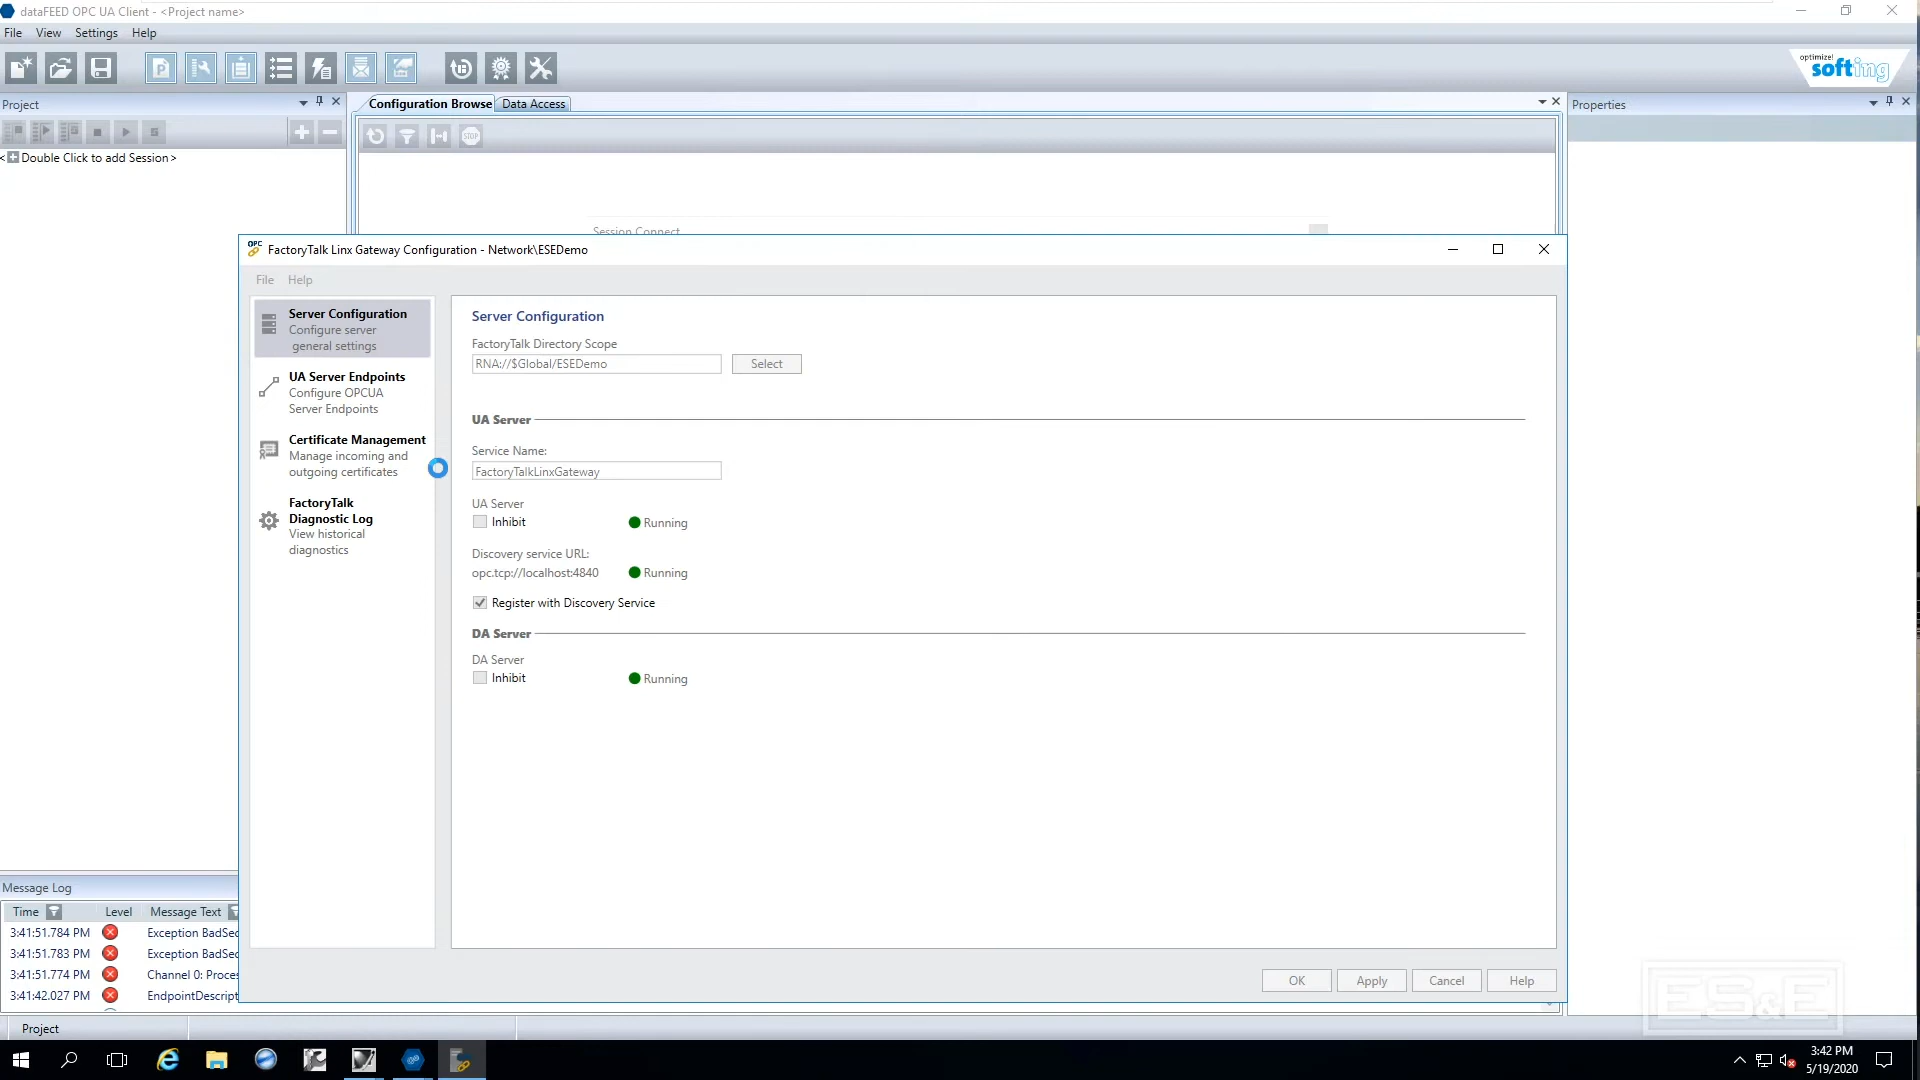 dataFEED OPC UA Client - <Project name>
File View Settings Help
optimize!
softing
Project
Configuration Browse Data Access
Properties
STOP
<Double Click to add Session>
Session Connect
OPC FactoryTalk Linx Gateway Configuration - Network\ESEDemo
File Help
Server Configuration
Configure server
general settings
UA Server Endpoints
Configure OPCUA
Server Endpoints
Certificate Management
Manage incoming and
outgoing certificates
FactoryTalk
Diagnostic Log
View historical
diagnostics
Server Configuration
FactoryTalk Directory Scope
RNA://$Global/ESEDemo Select
UA Server
Service Name:
FactoryTalkLinxGateway
UA Server
Inhibit Running
Discovery service URL:
opc.tcp://localhost:4840 Running
Register with Discovery Service
DA Server
DA Server
Inhibit Running
OK Apply Cancel Help
Message Log
Time Level Message Text
3:41:51.784 PM Exception BadSec
3:41:51.783 PM Exception BadSec
3:41:51.774 PM Channel 0: Proces
3:41:42.027 PM EndpointDescript
ES&E
Project
3:42 PM
5/19/2020